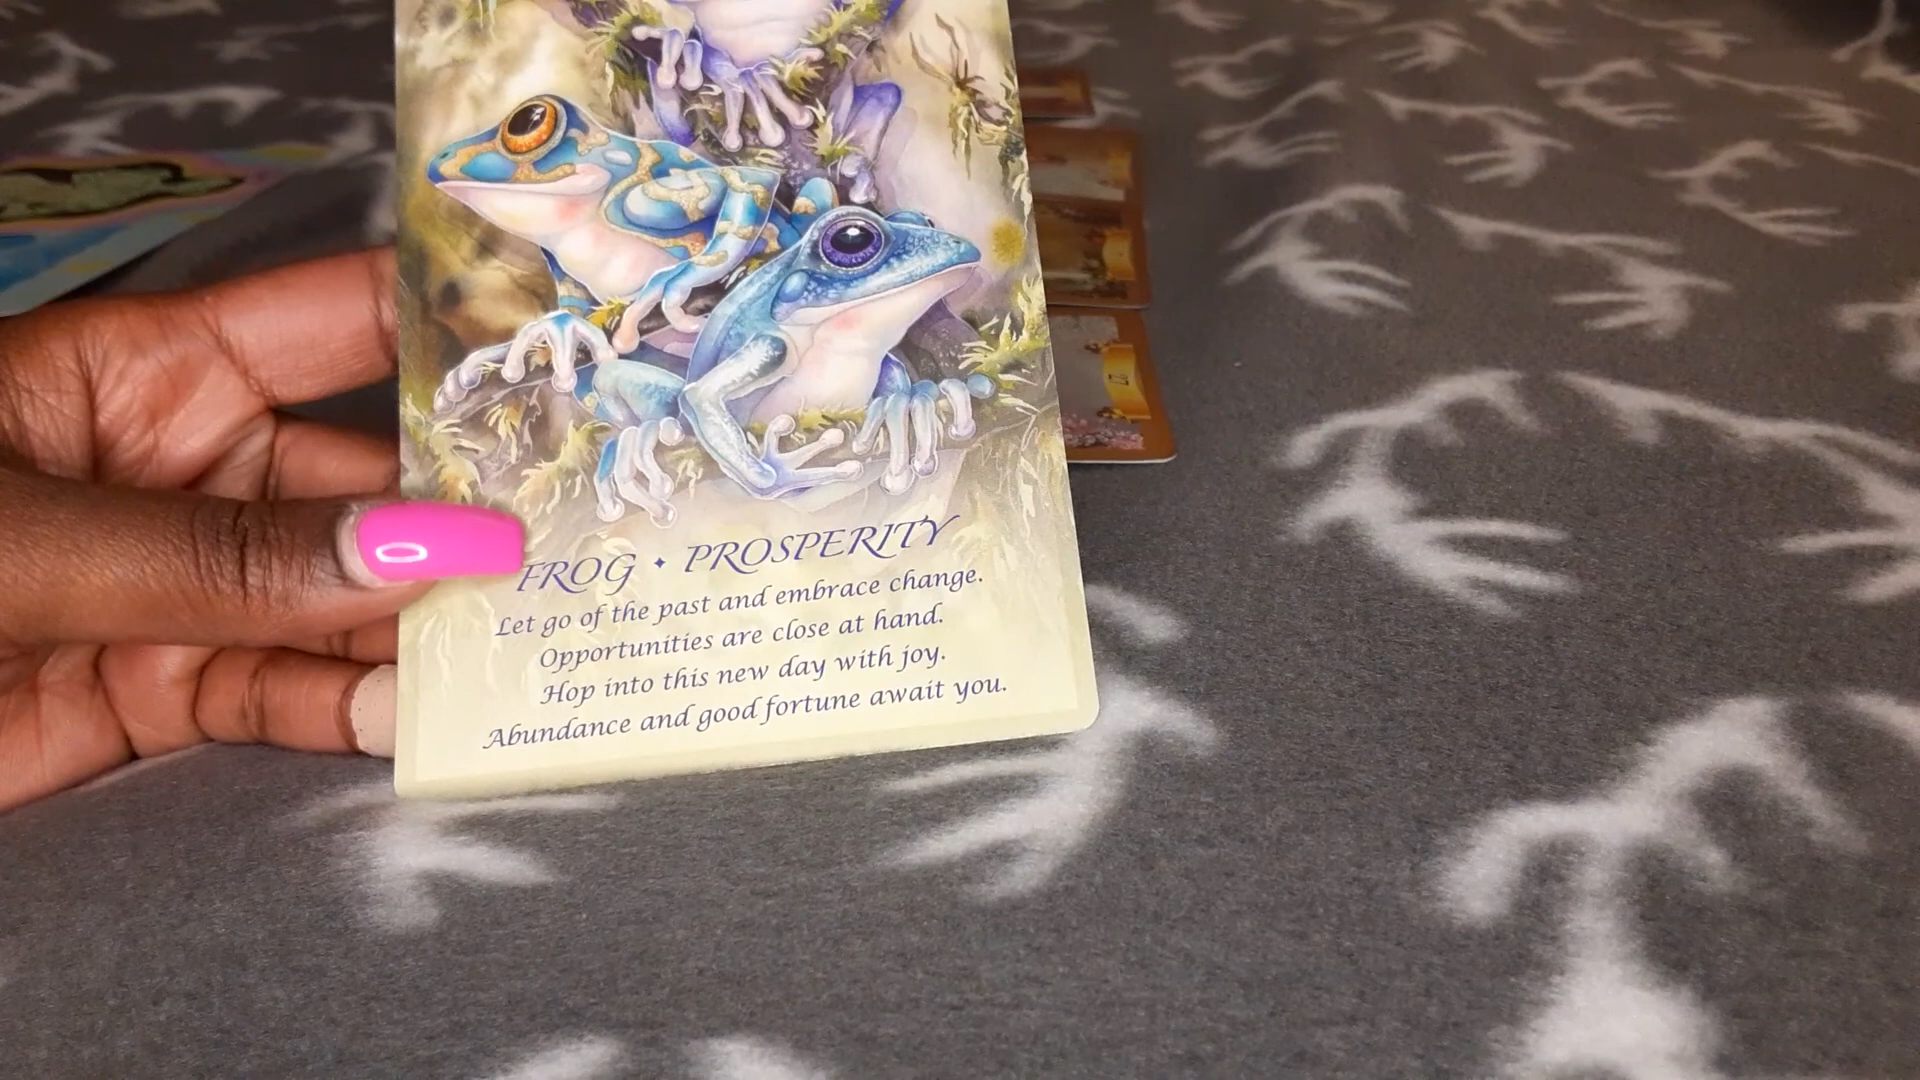 FROG ✦ PROSPERITY
Let go of the past and embrace change.
Opportunities are close at hand.
Hop into this new day with joy.
Abundance and good fortune await you.
27